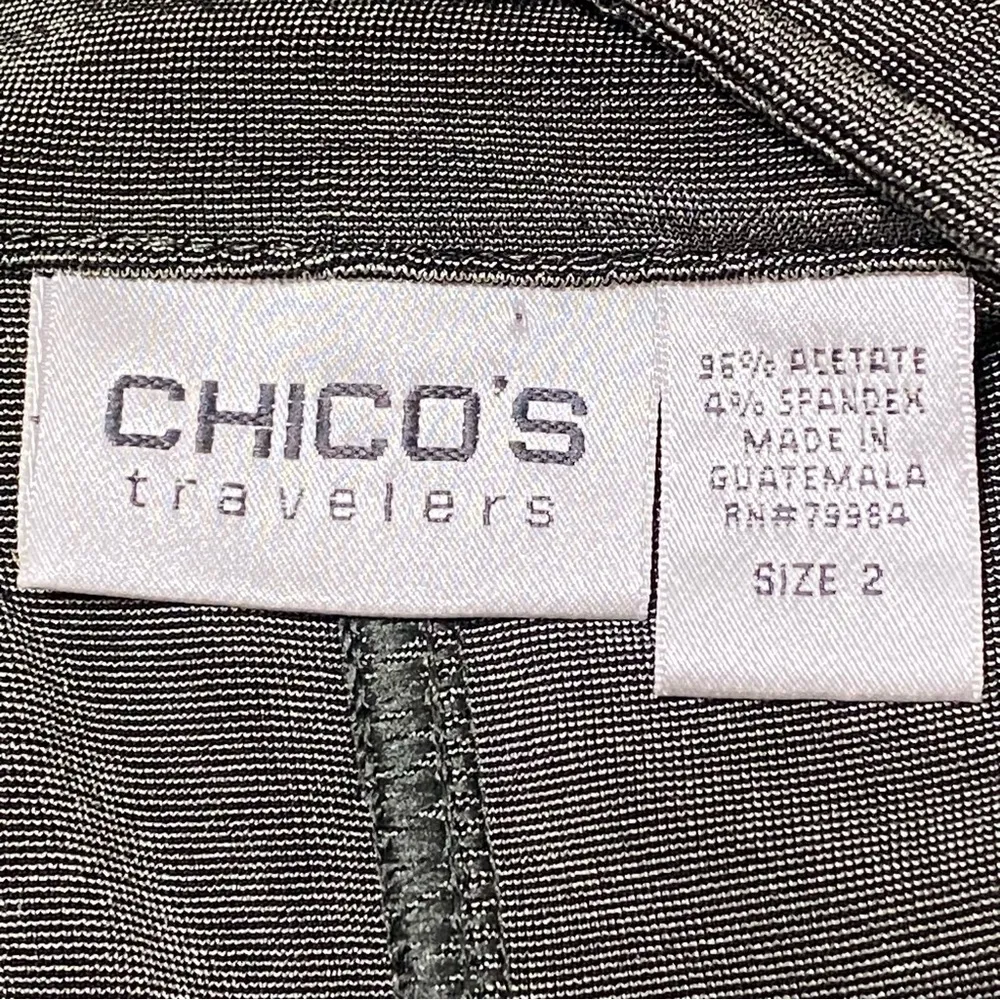 CHICO'S
travelers
96% ACETATE
4% SPANDEX
MADE IN
GUATEMALA
RN#79984
SIZE 2